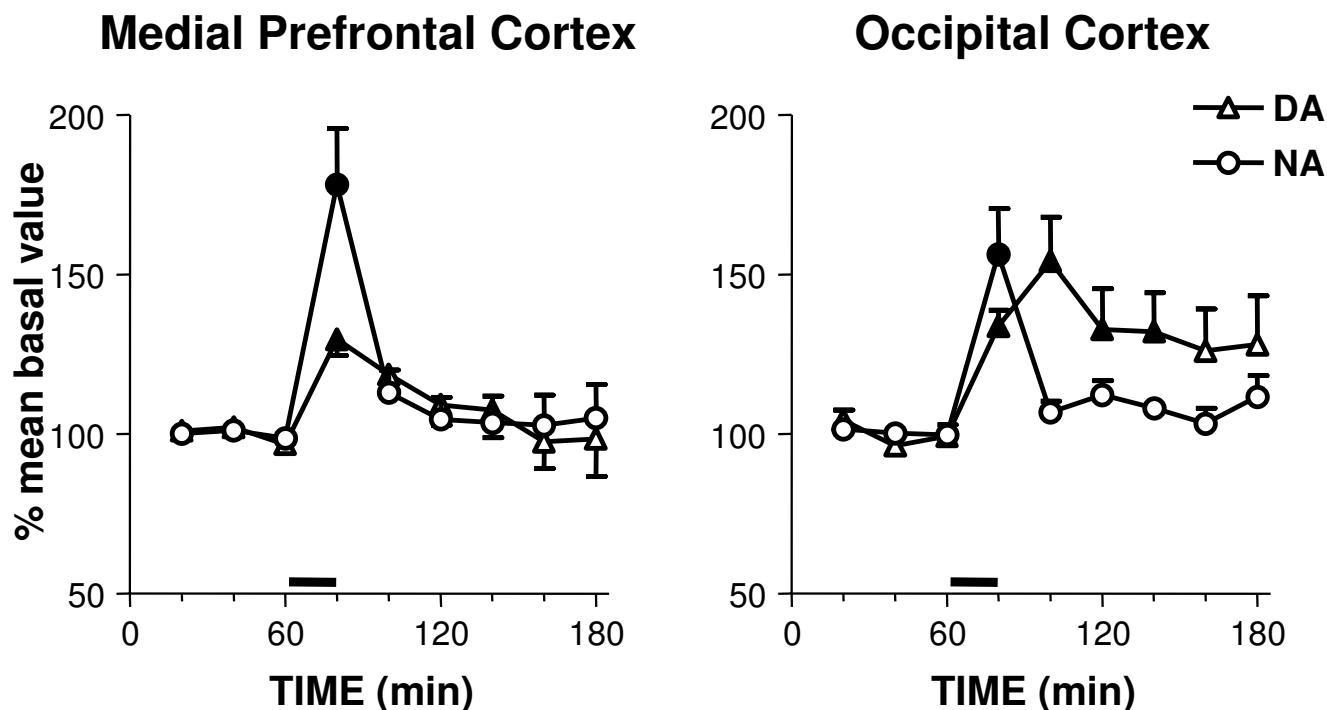 Medial Prefrontal Cortex
Occipital Cortex
% mean basal value
200
150
100
50
0
60
120
180
TIME (min)
200
150
100
50
0
60
120
180
TIME (min)
DA
NA